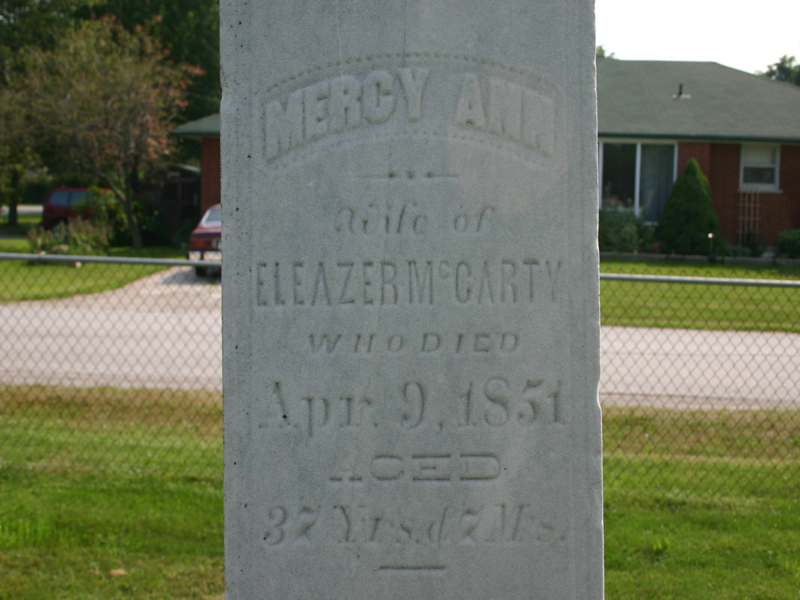 MERCY ANN
Wife of
ELEAZER McCARTY
WHO DIED
Apr. 9, 1851
AGED
37 Yrs. & 7 Ms.